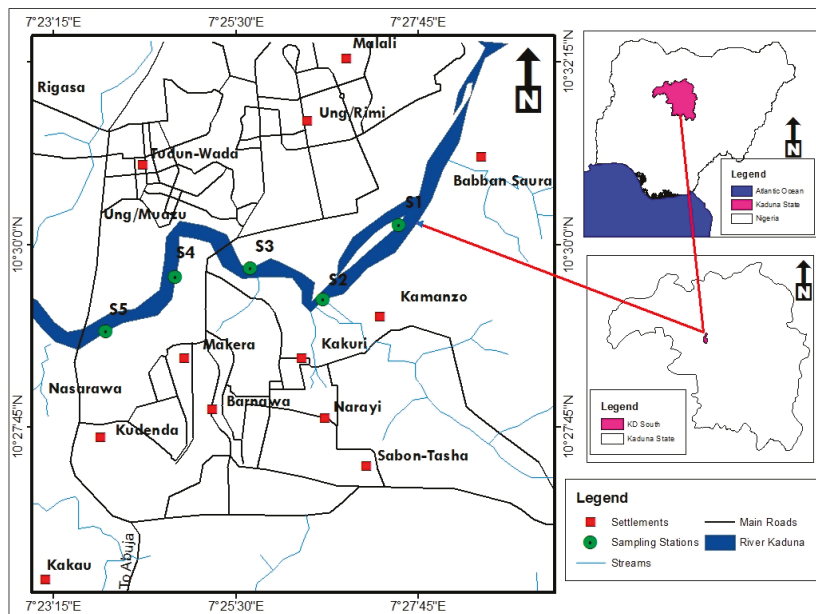 7°23'15"E
7°25'30"E
7°27'45"E
10°32'15"N
10°30'0"N
10°27'45"N
Malali
Rigasa
N
Ung/Rimi
Tudun-Wada
Babban Saura
Ung/Muazu
S1
S3
S4
S2
S5
Kamanzo
Makera
Kakuri
Nasarawa
Barnawa
Narayi
Kudenda
Sabon-Tasha
Kakau
To Abuja
10°30'0"N
10°27'45"N
7°23'15"E
7°25'30"E
7°27'45"E
N
Legend
Atlantic Ocean
Kaduna State
Nigeria
N
Legend
KD South
Kaduna State
Legend
Settlements
Main Roads
Sampling Stations
River Kaduna
Streams